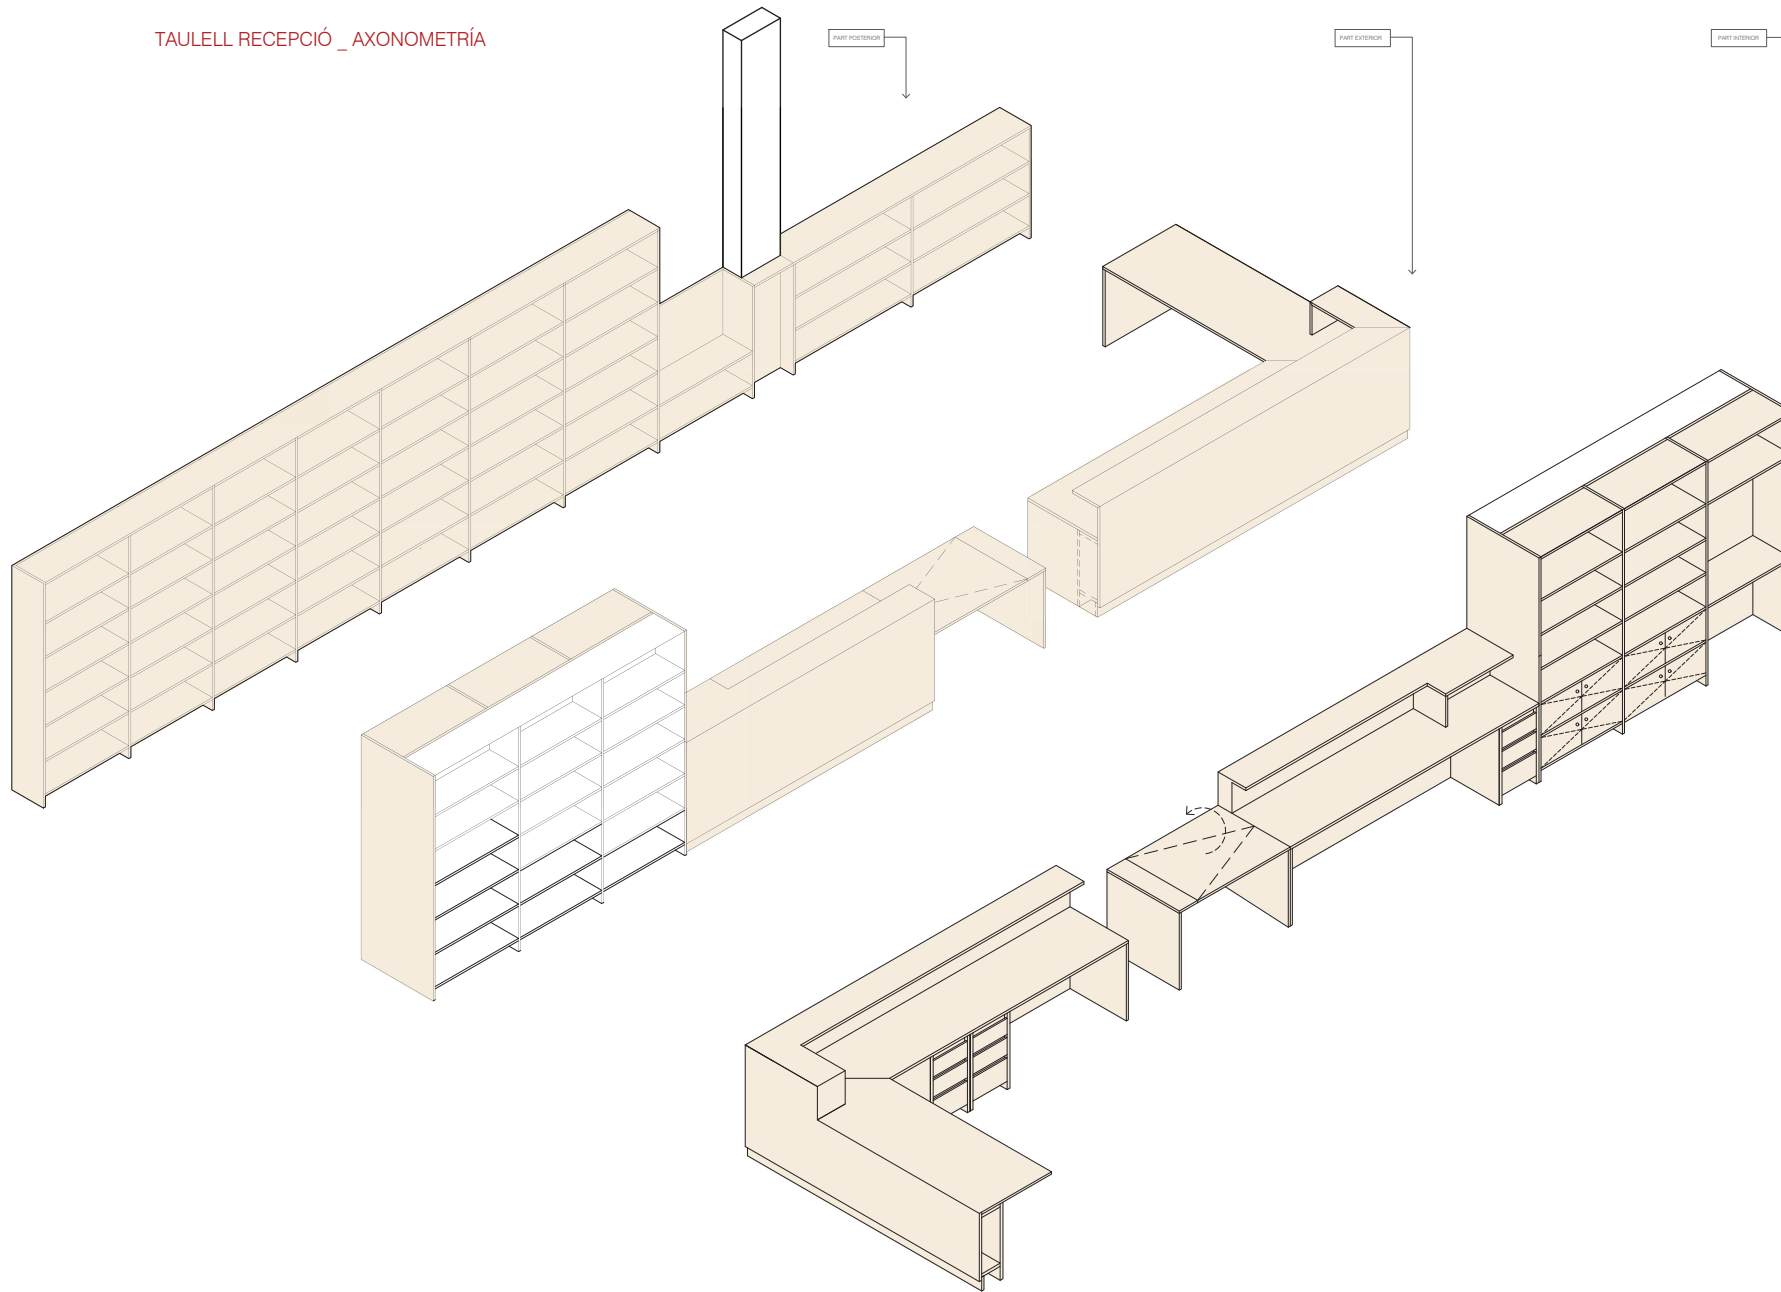 TAULELL RECEPCIÓ _ AXONOMETRÍA
PART POSTERIOR
PART EXTERIOR
PART INTERIOR